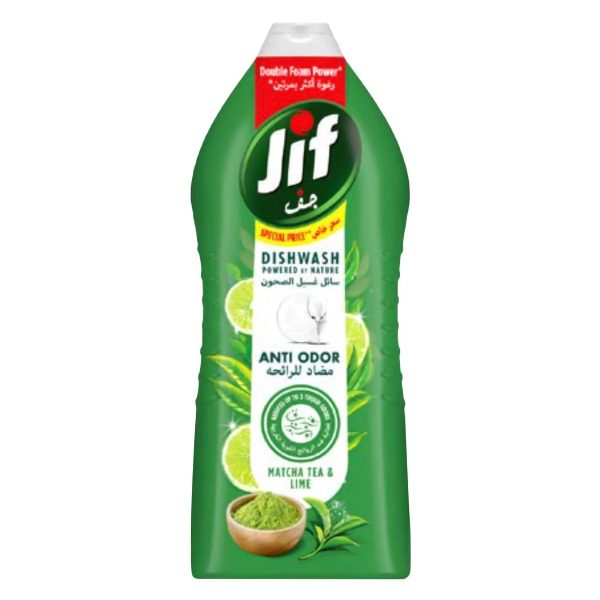 Double Foam Power*
رغوة أكثر بمرتين*
Jif
جف
SPECIAL PRICE
سعر خاص
DISHWASH
POWERED BY NATURE
سائل غسيل الصحون
ANTI ODOR
مضاد للرائحه
MATCHA TEA &
LIME